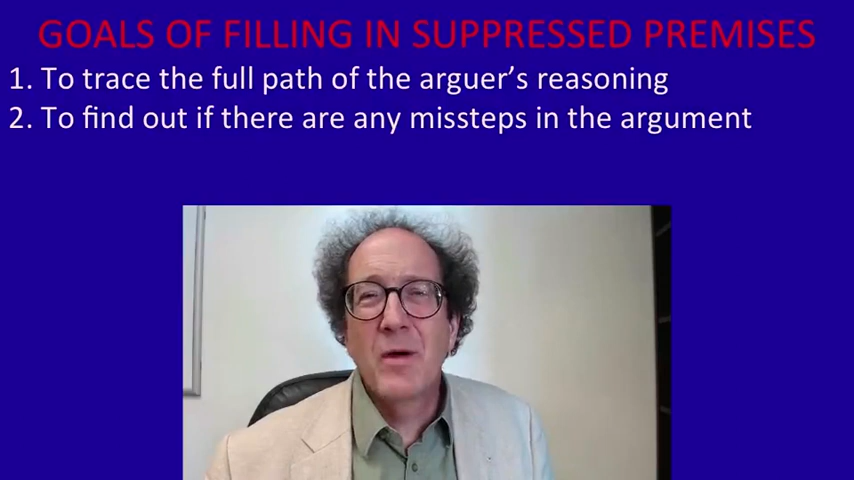 GOALS OF FILLING IN SUPPRESSED PREMISES
1. To trace the full path of the arguer’s reasoning
2. To find out if there are any missteps in the argument